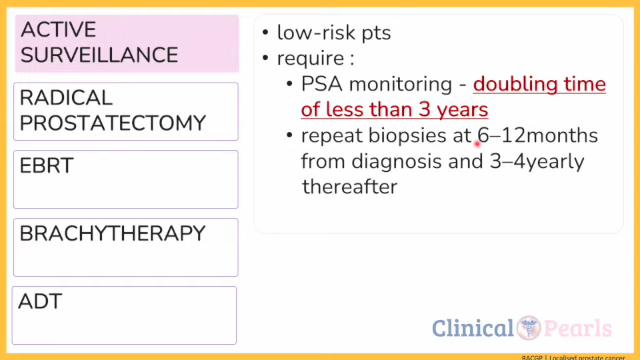 ACTIVE
SURVEILLANCE
RADICAL
PROSTATECTOMY
EBRT
BRACHYTHERAPY
ADT
• low-risk pts
• require :
• PSA monitoring - doubling time
of less than 3 years
• repeat biopsies at 6–12months
from diagnosis and 3–4yearly
thereafter
Clinical Pearls
RACGP | Localised prostate cancer